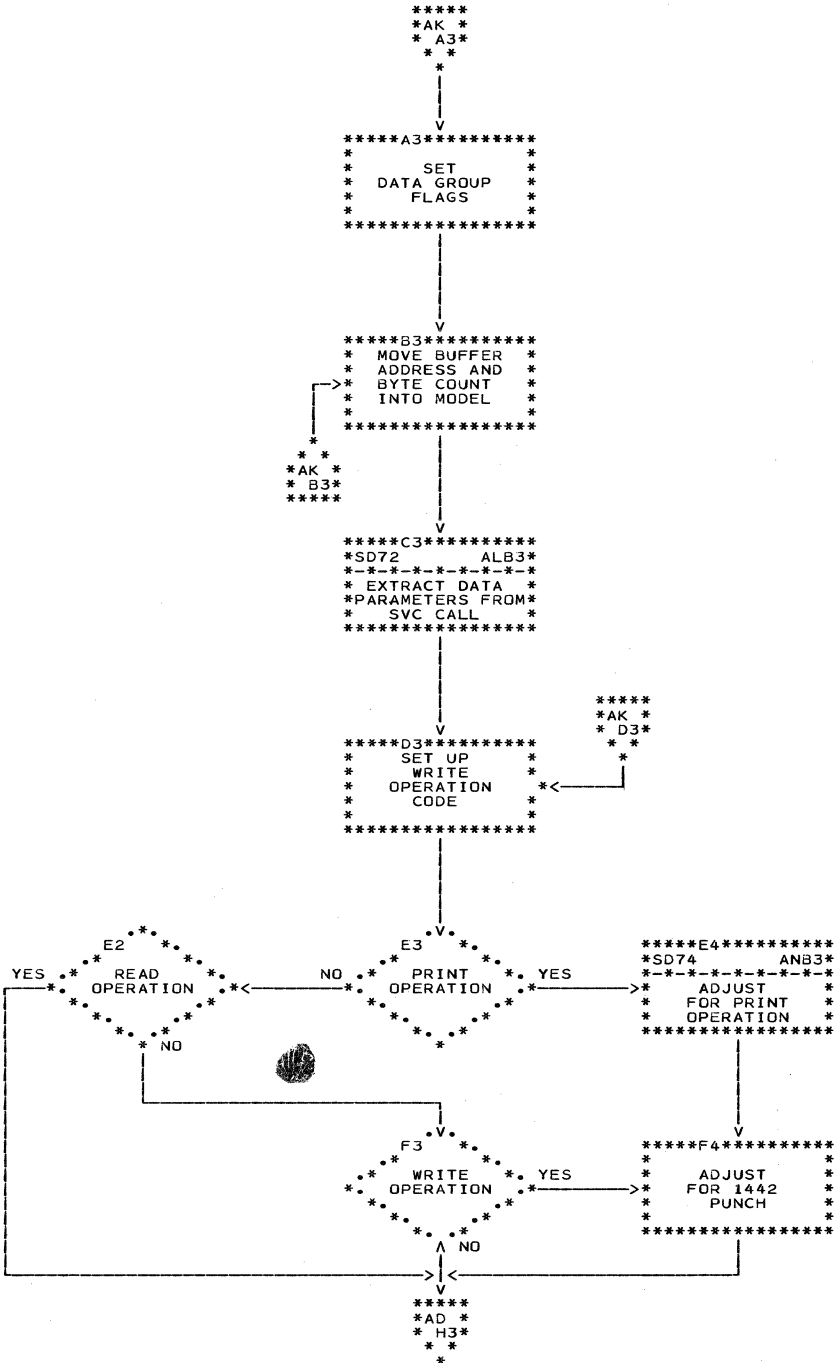 AK
A3
A3
SET
DATA GROUP
FLAGS
B3
MOVE BUFFER
ADDRESS AND
BYTE COUNT
INTO MODEL
AK
B3
C3
SD72 ALB3
EXTRACT DATA
PARAMETERS FROM
SVC CALL
AK
D3
D3
SET UP
WRITE
OPERATION
CODE
E2
READ
OPERATION
YES
NO
E3
PRINT
OPERATION
NO
YES
E4
SD74 ANB3
ADJUST
FOR PRINT
OPERATION
F3
WRITE
OPERATION
YES
NO
F4
ADJUST
FOR 1442
PUNCH
AD
H3